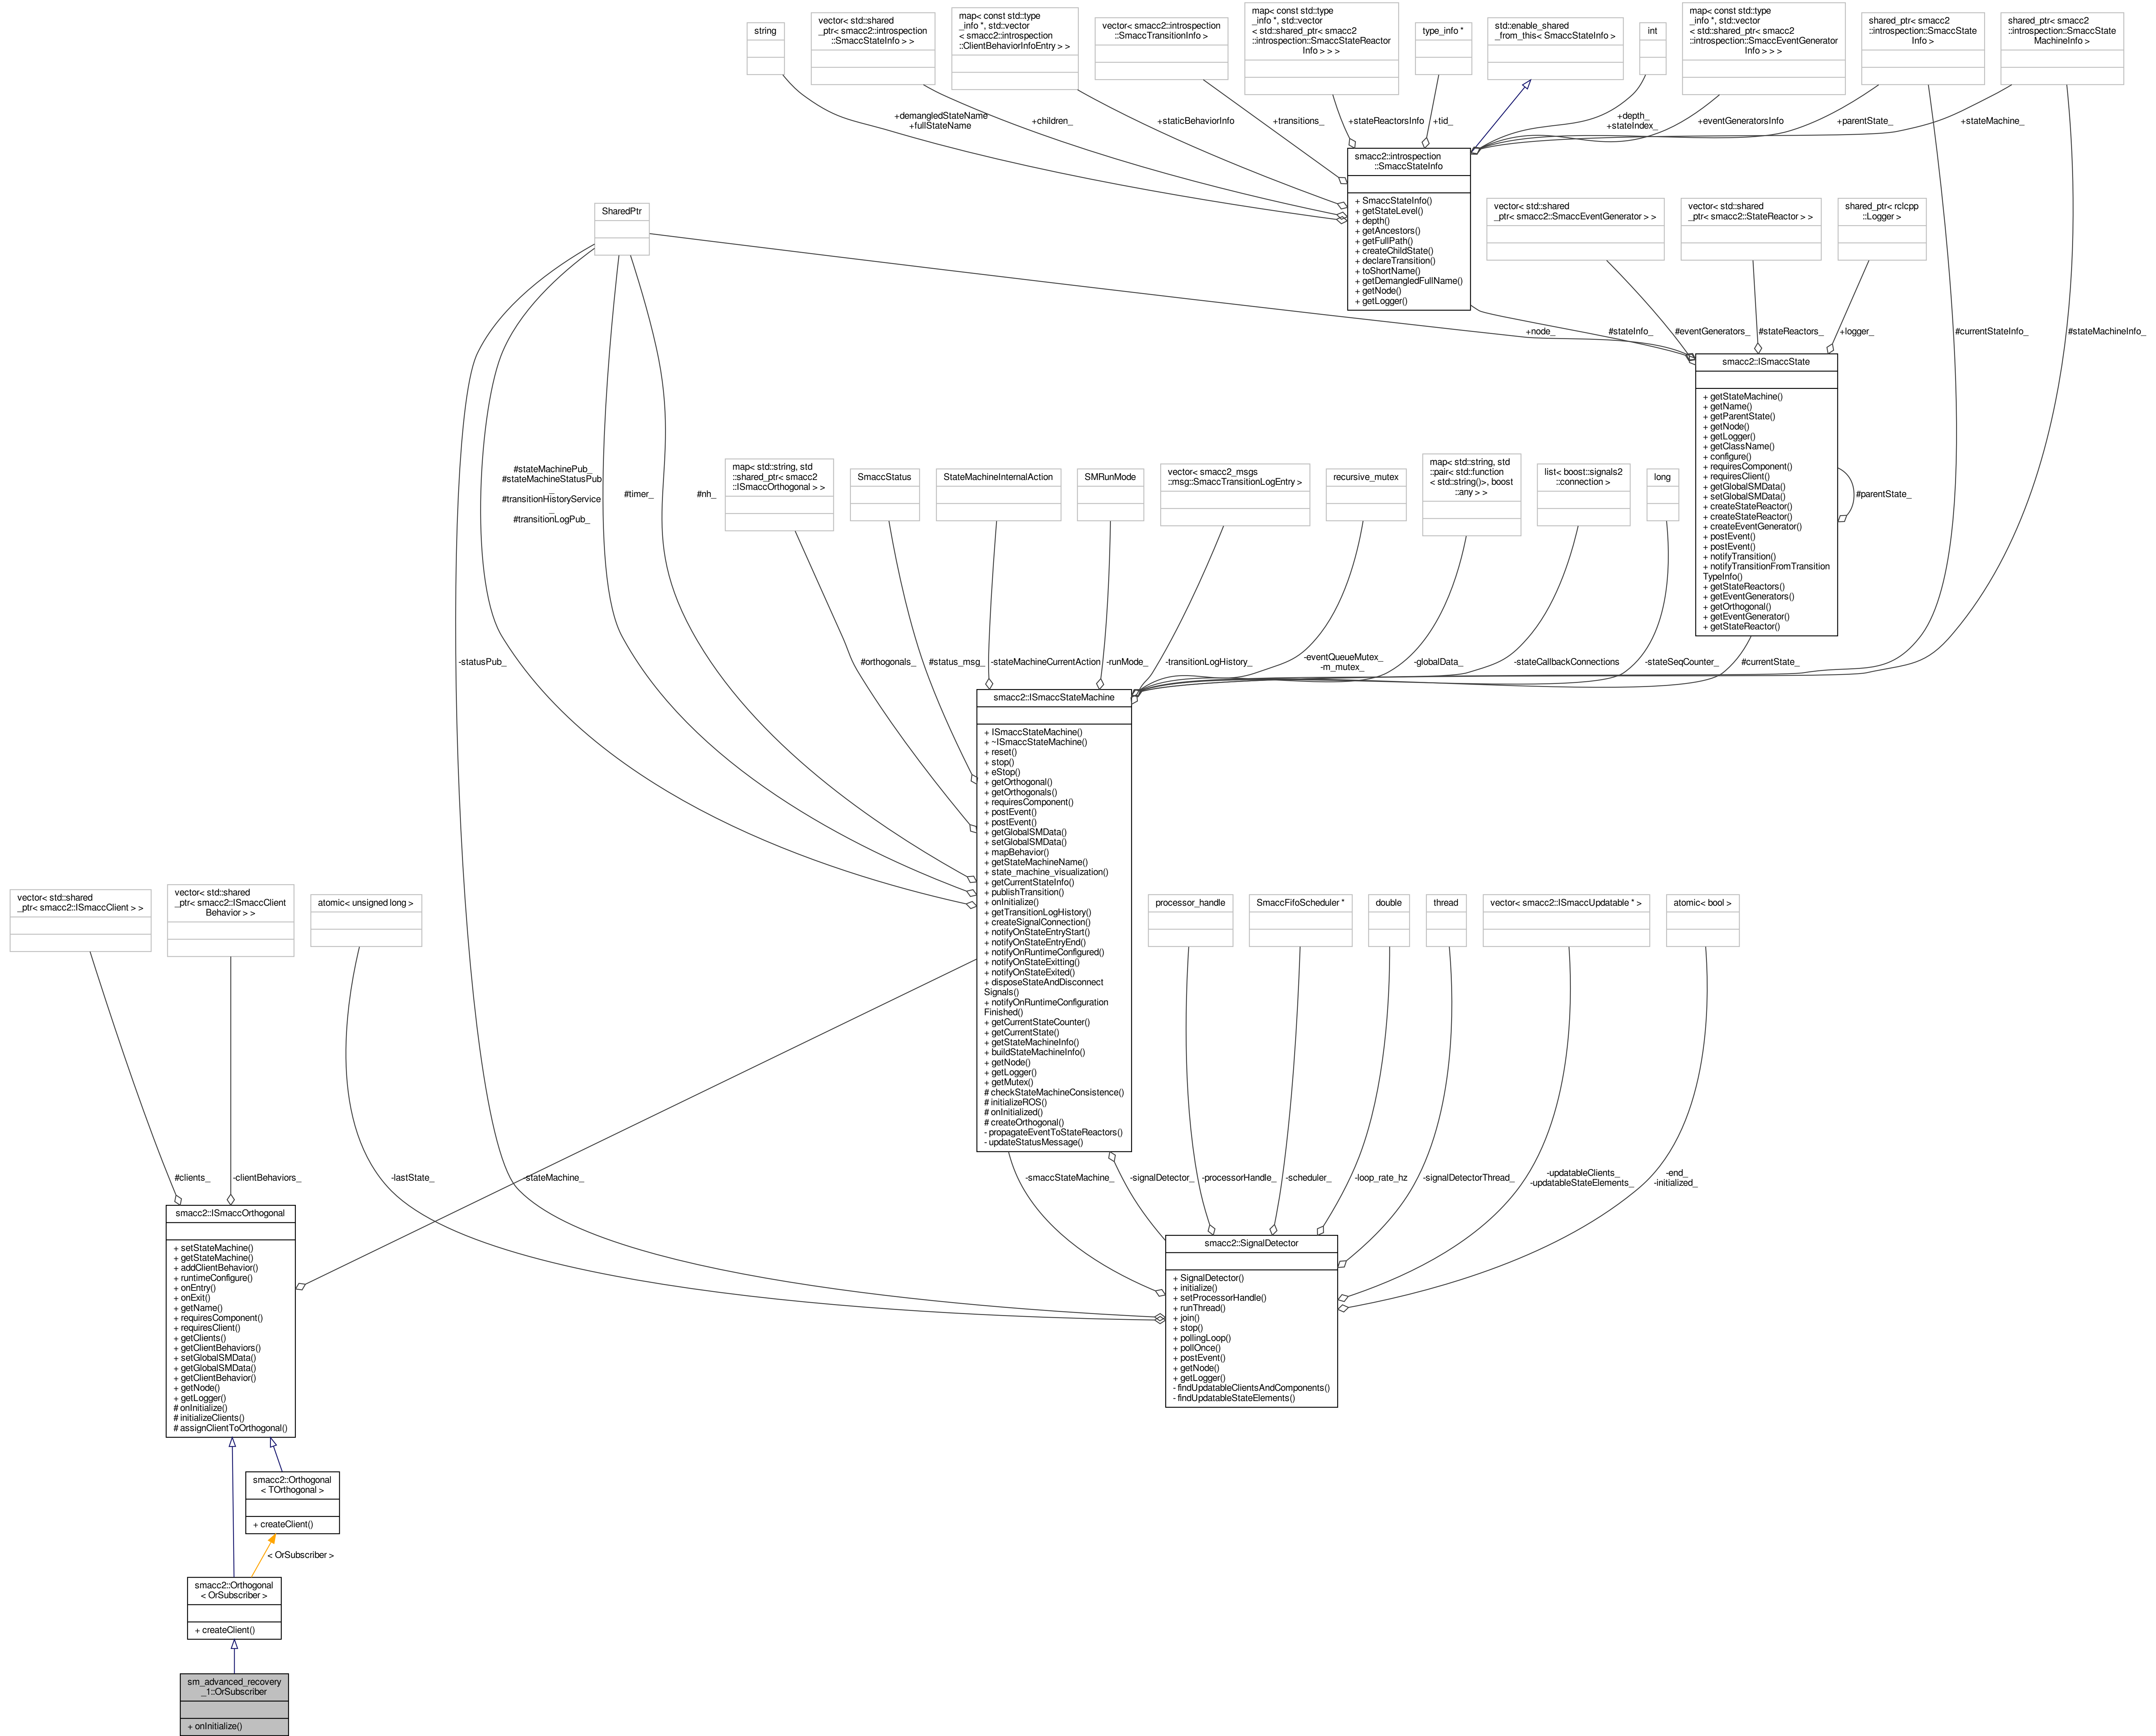 string
vector< std::shared
_ptr< smacc2::introspection
::SmaccStateInfo > >
map< const std::type
_info *, std::vector
< smacc2::introspection
::ClientBehaviorInfoEntry > >
vector< smacc2::introspection
::SmaccTransitionInfo >
map< const std::type
_info *, std::vector
< std::shared_ptr< smacc2
::introspection::SmaccStateReactor
Info > > >
type_info *
std::enable_shared
_from_this< SmaccStateInfo >
int
map< const std::type
_info *, std::vector
< std::shared_ptr< smacc2
::introspection::SmaccEventGenerator
Info > > >
shared_ptr< smacc2
::introspection::SmaccState
Info >
shared_ptr< smacc2
::introspection::SmaccState
MachineInfo >
+demangledStateName
+fullStateName
+children_
+staticBehaviorInfo
+transitions_
+stateReactorsInfo
+tid_
+depth_
+stateIndex_
+eventGeneratorsInfo
+parentState_
+stateMachine_
smacc2::introspection
::SmaccStateInfo
+ SmaccStateInfo()
+ getStateLevel()
+ depth()
+ getAncestors()
+ getFullPath()
+ createChildState()
+ declareTransition()
+ toShortName()
+ getDemangledFullName()
+ getNode()
+ getLogger()
SharedPtr
vector< std::shared
_ptr< smacc2::SmaccEventGenerator > >
vector< std::shared
_ptr< smacc2::StateReactor > >
shared_ptr< rclcpp
::Logger >
+node_
#stateInfo_
#eventGenerators_
#stateReactors_
+logger_
#currentStateInfo_
#stateMachineInfo_
smacc2::ISmaccState
+ getStateMachine()
+ getName()
+ getParentState()
+ getNode()
+ getLogger()
+ getClassName()
+ configure()
+ requiresComponent()
+ requiresClient()
+ getGlobalSMData()
+ setGlobalSMData()
+ createStateReactor()
+ createStateReactor()
+ createEventGenerator()
+ postEvent()
+ postEvent()
+ notifyTransition()
+ notifyTransitionFromTransition
TypeInfo()
+ getStateReactors()
+ getEventGenerators()
+ getOrthogonal()
+ getEventGenerator()
+ getStateReactor()
#parentState_
#stateMachinePub_
#stateMachineStatusPub
_
#transitionHistoryService
_
#transitionLogPub_
#timer_
#nh_
map< std::string, std
::shared_ptr< smacc2
::ISmaccOrthogonal > >
SmaccStatus
StateMachineInternalAction
SMRunMode
vector< smacc2_msgs
::msg::SmaccTransitionLogEntry >
recursive_mutex
map< std::string, std
::pair< std::function
< std::string()>, boost
::any > >
list< boost::signals2
::connection >
long
-statusPub_
#orthogonals_
#status_msg_
-stateMachineCurrentAction
-runMode_
-transitionLogHistory_
-eventQueueMutex_
-m_mutex_
-globalData_
-stateCallbackConnections
-stateSeqCounter_
#currentState_
smacc2::ISmaccStateMachine
+ ISmaccStateMachine()
+ ~ISmaccStateMachine()
+ reset()
+ stop()
+ eStop()
+ getOrthogonal()
+ getOrthogonals()
+ requiresComponent()
+ postEvent()
+ postEvent()
+ getGlobalSMData()
+ setGlobalSMData()
+ mapBehavior()
+ getStateMachineName()
+ state_machine_visualization()
+ getCurrentStateInfo()
+ publishTransition()
+ onInitialize()
+ getTransitionLogHistory()
+ createSignalConnection()
+ notifyOnStateEntryStart()
+ notifyOnStateEntryEnd()
+ notifyOnRuntimeConfigured()
+ notifyOnStateExitting()
+ notifyOnStateExited()
+ disposeStateAndDisconnect
Signals()
+ notifyOnRuntimeConfiguration
Finished()
+ getCurrentStateCounter()
+ getCurrentState()
+ getStateMachineInfo()
+ buildStateMachineInfo()
+ getNode()
+ getLogger()
+ getMutex()
# checkStateMachineConsistence()
# initializeROS()
# onInitialized()
# createOrthogonal()
- propagateEventToStateReactors()
- updateStatusMessage()
vector< std::shared
_ptr< smacc2::ISmaccClient > >
vector< std::shared
_ptr< smacc2::ISmaccClient
Behavior > >
atomic< unsigned long >
processor_handle
SmaccFifoScheduler *
double
thread
vector< smacc2::ISmaccUpdatable * >
atomic< bool >
#clients_
-clientBehaviors_
-lastState_
-stateMachine_
-smaccStateMachine_
-signalDetector_
-processorHandle_
-scheduler_
-loop_rate_hz
-signalDetectorThread_
-updatableClients_
-updatableStateElements_
-end_
-initialized_
smacc2::ISmaccOrthogonal
+ setStateMachine()
+ getStateMachine()
+ addClientBehavior()
+ runtimeConfigure()
+ onEntry()
+ onExit()
+ getName()
+ requiresComponent()
+ requiresClient()
+ getClients()
+ getClientBehaviors()
+ setGlobalSMData()
+ getGlobalSMData()
+ getClientBehavior()
+ getNode()
+ getLogger()
# onInitialize()
# initializeClients()
# assignClientToOrthogonal()
smacc2::SignalDetector
+ SignalDetector()
+ initialize()
+ setProcessorHandle()
+ runThread()
+ join()
+ stop()
+ pollingLoop()
+ pollOnce()
+ postEvent()
+ getNode()
+ getLogger()
- findUpdatableClientsAndComponents()
- findUpdatableStateElements()
smacc2::Orthogonal
< TOrthogonal >
+ createClient()
< OrSubscriber >
smacc2::Orthogonal
< OrSubscriber >
+ createClient()
sm_advanced_recovery
_1::OrSubscriber
+ onInitialize()